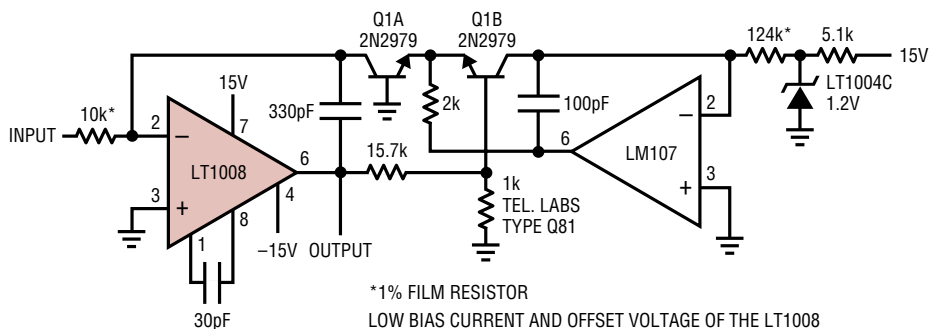 Q1A
2N2979
Q1B
2N2979
124k*
5.1k
15V
LT1004C
1.2V
10k*
INPUT
2
3
15V
7
330pF
2k
100pF
6
2
3
LM107
LT1008
6
4
15.7k
8
1
–15V
OUTPUT
1k
TEL. LABS
TYPE Q81
30pF
*1% FILM RESISTOR
LOW BIAS CURRENT AND OFFSET VOLTAGE OF THE LT1008